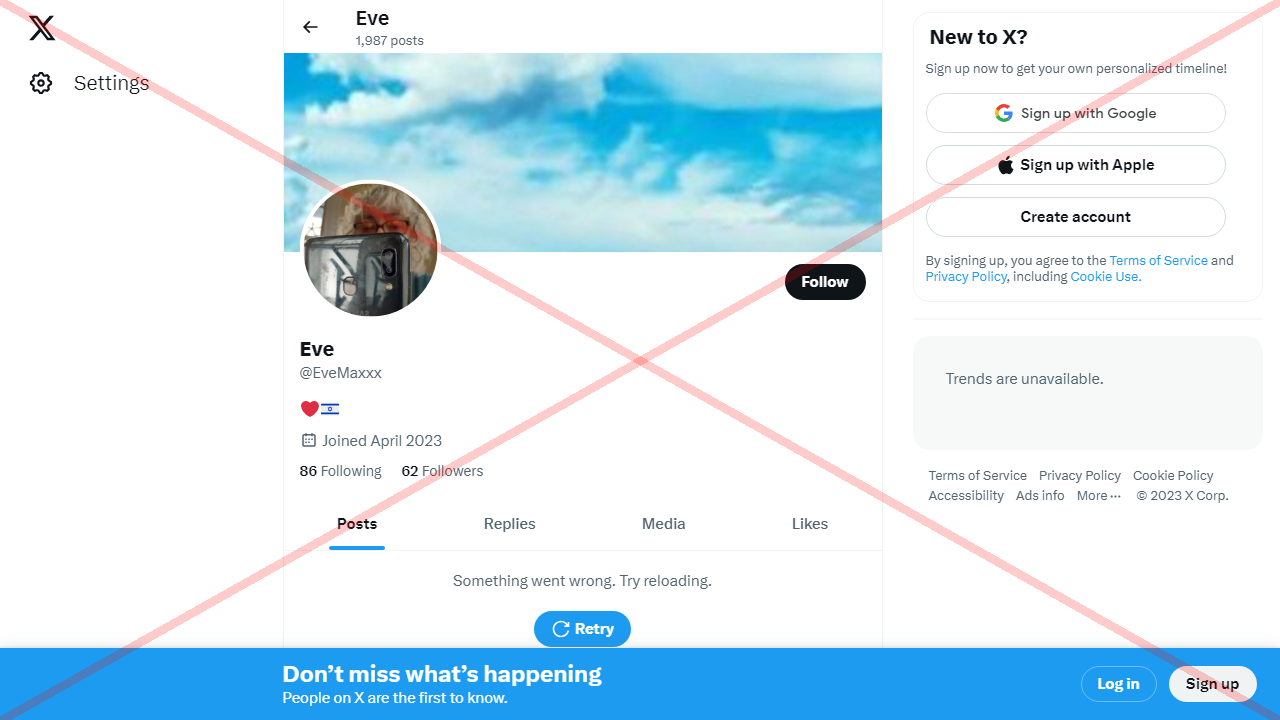 Settings
Eve
1,987 posts
Follow
Eve
@EveMaxxx
❤️🇮🇱
Joined April 2023
86 Following 62 Followers
Posts Replies Media Likes
Something went wrong. Try reloading.
Retry
New to X?
Sign up now to get your own personalized timeline!
Sign up with Google
Sign up with Apple
Create account
By signing up, you agree to the Terms of Service and
Privacy Policy, including Cookie Use.
Trends are unavailable.
Terms of Service Privacy Policy Cookie Policy
Accessibility Ads info More ··· © 2023 X Corp.
Don’t miss what’s happening
People on X are the first to know.
Log in Sign up